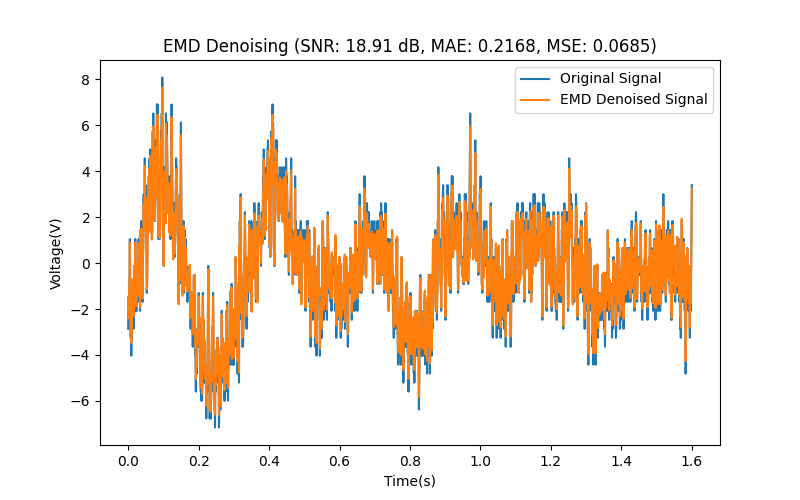 EMD Denoising (SNR: 18.91 dB, MAE: 0.2168, MSE: 0.0685)
Original Signal
EMD Denoised Signal
Voltage(V)
8
6
4
2
0
−2
−4
−6
0.0 0.2 0.4 0.6 0.8 1.0 1.2 1.4 1.6
Time(s)